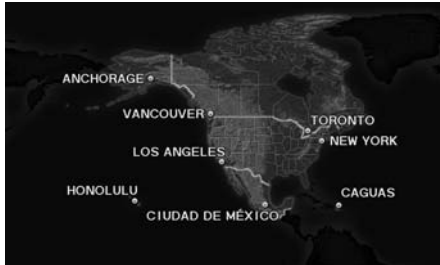 ANCHORAGE
VANCOUVER
TORONTO
NEW YORK
LOS ANGELES
HONOLULU
CAGUAS
CIUDAD DE MÉXICO